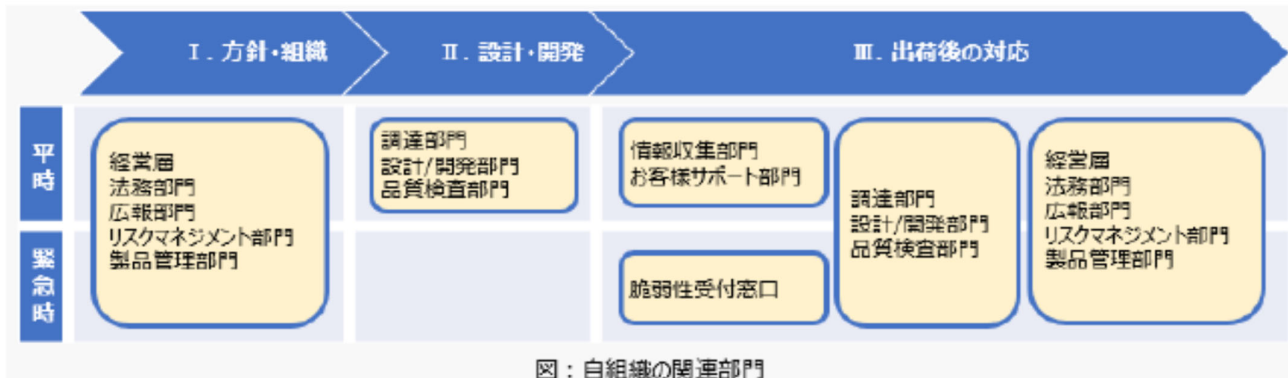 Ⅰ. 方針・組織
Ⅱ. 設計・開発
Ⅲ. 出荷後の対応
平時
経営層
法務部門
広報部門
リスクマネジメント部門
製品管理部門
調達部門
設計/開発部門
品質検査部門
情報収集部門
お客様サポート部門
調達部門
設計/開発部門
品質検査部門
経営層
法務部門
広報部門
リスクマネジメント部門
製品管理部門
緊急時
脆弱性受付窓口
図：自組織の関連部門